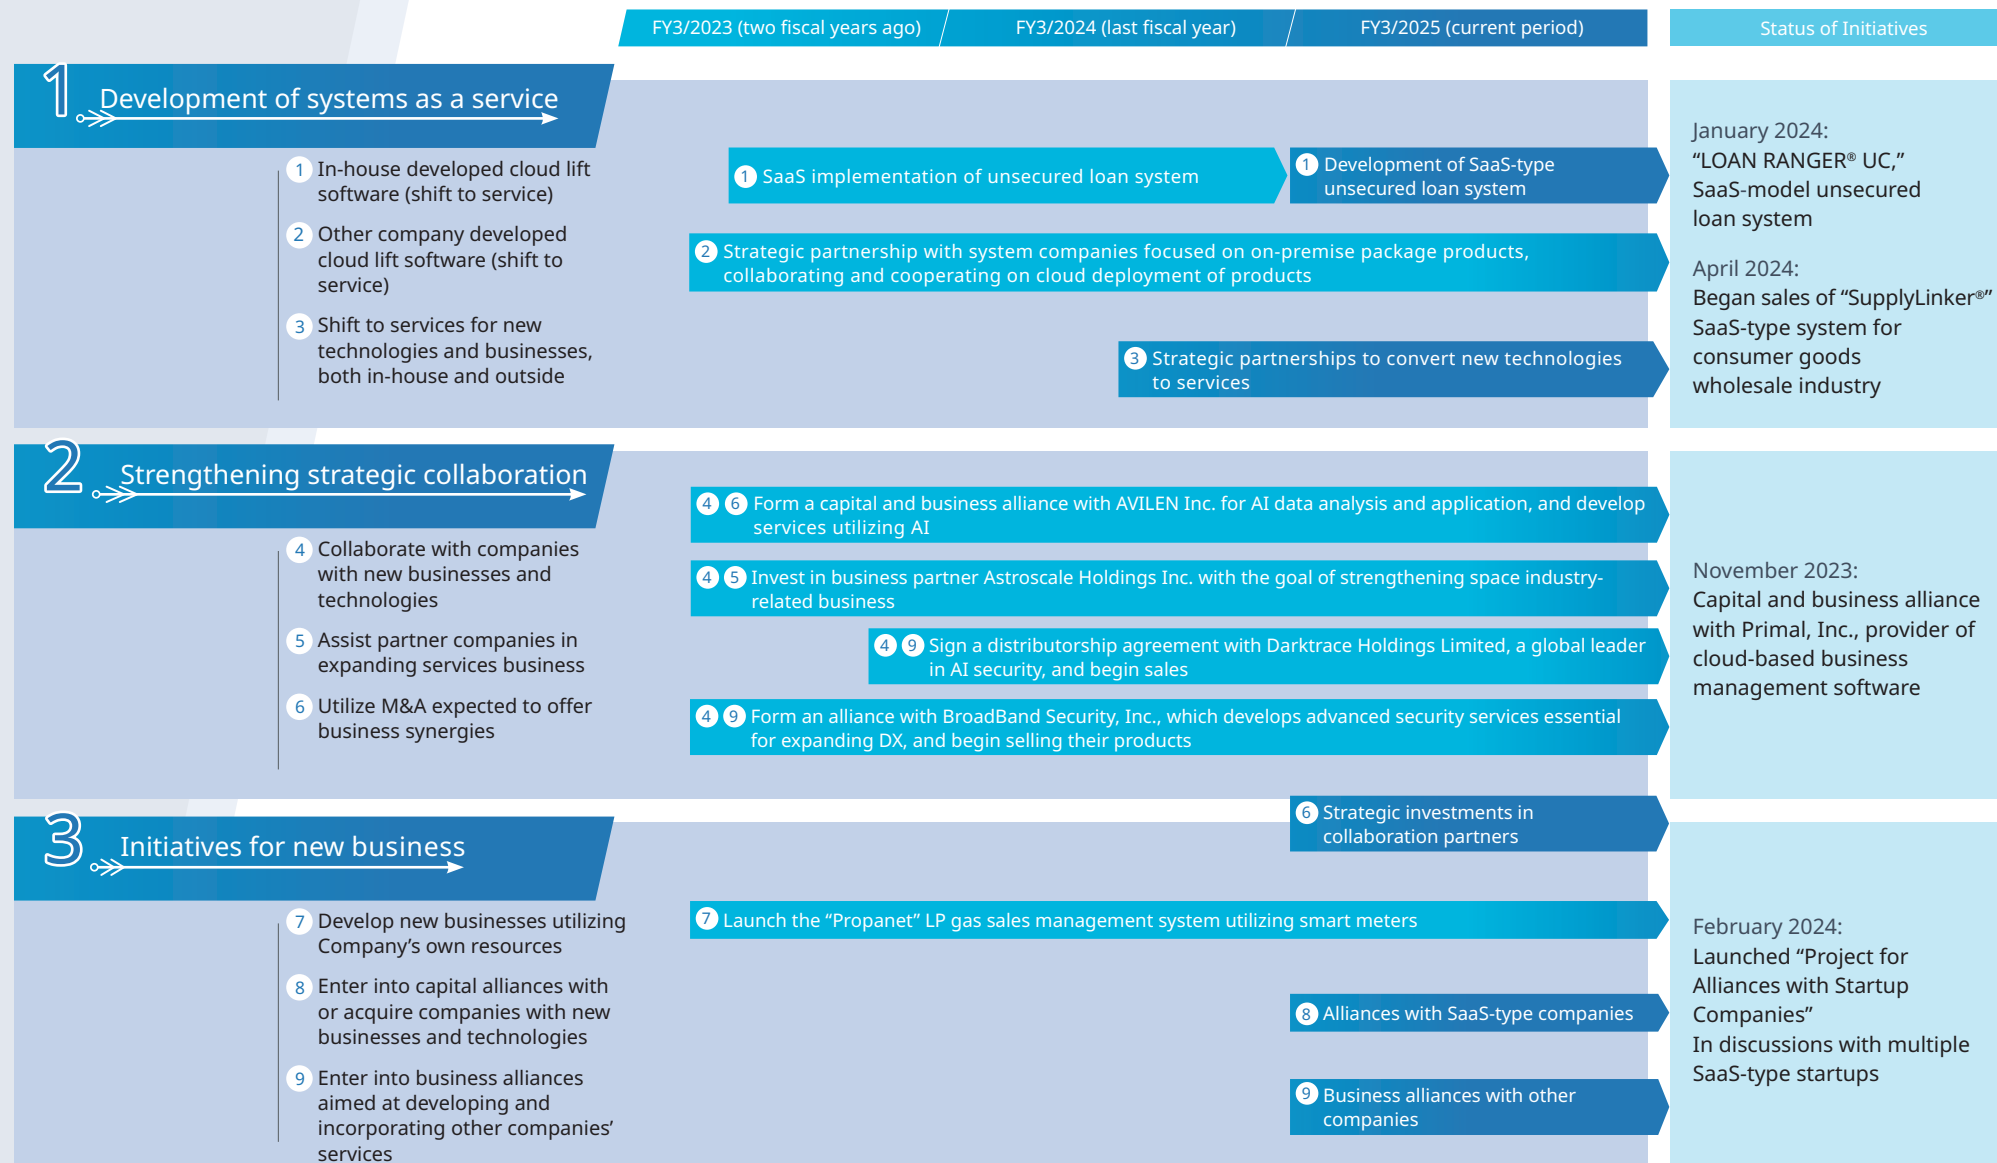 FY3/2023 (two fiscal years ago)
FY3/2024 (last fiscal year)
FY3/2025 (current period)
Status of Initiatives
1
Development of systems as a service
1 In-house developed cloud lift
software (shift to service)
2 Other company developed
cloud lift software (shift to
service)
3 Shift to services for new
technologies and businesses,
both in-house and outside
1 SaaS implementation of unsecured loan system
1 Development of SaaS-type
unsecured loan system
2 Strategic partnership with system companies focused on on-premise package products,
collaborating and cooperating on cloud deployment of products
3 Strategic partnerships to convert new technologies
to services
January 2024:
“LOAN RANGER® UC,”
SaaS-model unsecured
loan system
April 2024:
Began sales of “SupplyLinker®”
SaaS-type system for
consumer goods
wholesale industry
2
Strengthening strategic collaboration
4 Collaborate with companies
with new businesses and
technologies
5 Assist partner companies in
expanding services business
6 Utilize M&A expected to offer
business synergies
4 6 Form a capital and business alliance with AVILEN Inc. for AI data analysis and application, and develop
services utilizing AI
4 5 Invest in business partner Astroscale Holdings Inc. with the goal of strengthening space industry-
related business
4 9 Sign a distributorship agreement with Darktrace Holdings Limited, a global leader
in AI security, and begin sales
4 9 Form an alliance with BroadBand Security, Inc., which develops advanced security services essential
for expanding DX, and begin selling their products
6 Strategic investments in
collaboration partners
November 2023:
Capital and business alliance
with Primal, Inc., provider of
cloud-based business
management software
3
Initiatives for new business
7 Develop new businesses utilizing
Company’s own resources
8 Enter into capital alliances with
or acquire companies with new
businesses and technologies
9 Enter into business alliances
aimed at developing and
incorporating other companies’
services
7 Launch the “Propanet” LP gas sales management system utilizing smart meters
8 Alliances with SaaS-type companies
9 Business alliances with other
companies
February 2024:
Launched “Project for
Alliances with Startup
Companies”
In discussions with multiple
SaaS-type startups